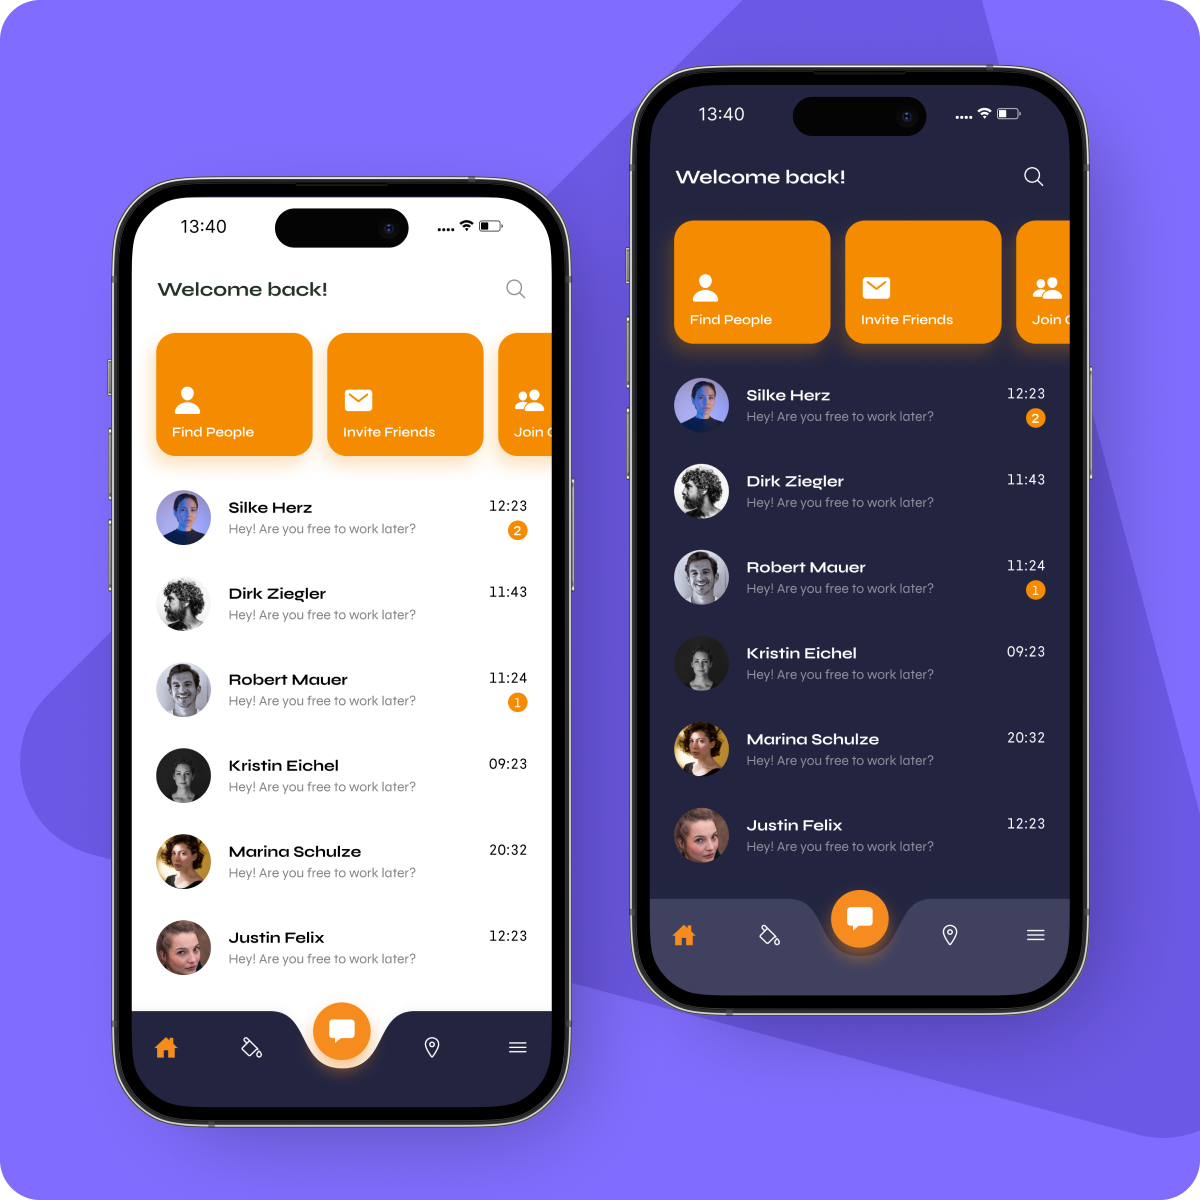 13:40
Welcome back!
Find People
Invite Friends
Join
Silke Herz
12:23
Hey! Are you free to work later?
2
Dirk Ziegler
11:43
Hey! Are you free to work later?
Robert Mauer
11:24
Hey! Are you free to work later?
1
Kristin Eichel
09:23
Hey! Are you free to work later?
Marina Schulze
20:32
Hey! Are you free to work later?
Justin Felix
12:23
Hey! Are you free to work later?
13:40
Welcome back!
Find People
Invite Friends
Join
Silke Herz
12:23
Hey! Are you free to work later?
2
Dirk Ziegler
11:43
Hey! Are you free to work later?
Robert Mauer
11:24
Hey! Are you free to work later?
1
Kristin Eichel
09:23
Hey! Are you free to work later?
Marina Schulze
20:32
Hey! Are you free to work later?
Justin Felix
12:23
Hey! Are you free to work later?